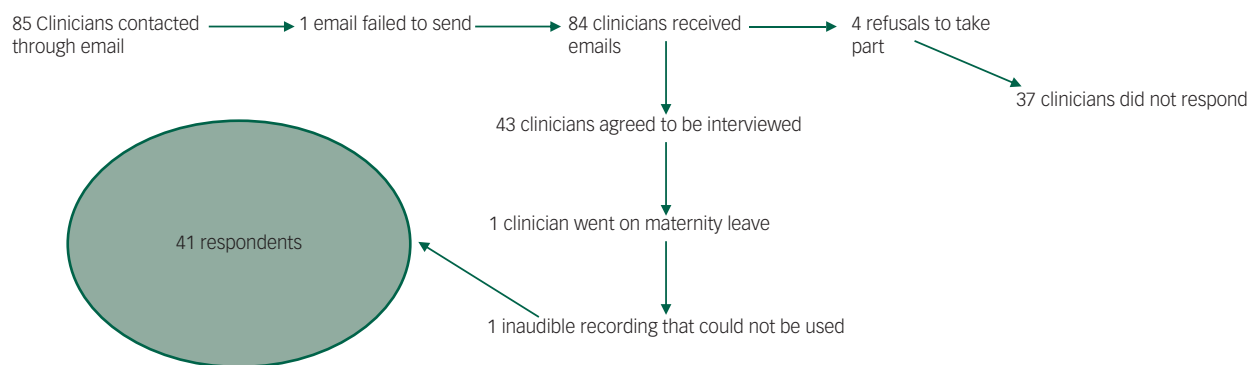 85 Clinicians contacted
through email
1 email failed to send
84 clinicians received
emails
4 refusals to take
part
37 clinicians did not respond
43 clinicians agreed to be interviewed
1 clinician went on maternity leave
1 inaudible recording that could not be used
41 respondents